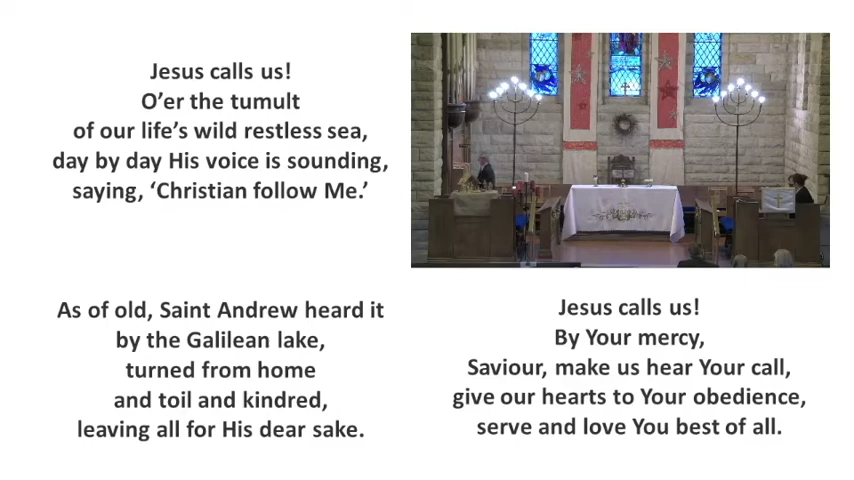 Jesus calls us!
O’er the tumult
of our life’s wild restless sea,
day by day His voice is sounding,
saying, ‘Christian follow Me.’
As of old, Saint Andrew heard it
by the Galilean lake,
turned from home
and toil and kindred,
leaving all for His dear sake.
Jesus calls us!
By Your mercy,
Saviour, make us hear Your call,
give our hearts to Your obedience,
serve and love You best of all.